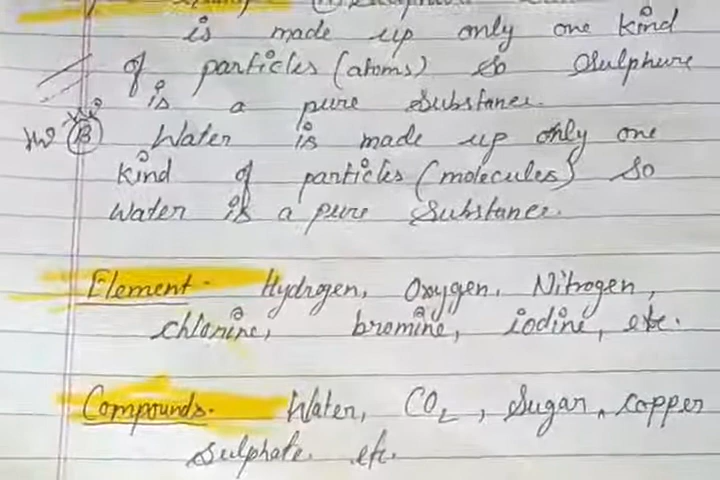 is made up only one kind
of particles (atoms) so Sulphure
is a pure substance.
(B) Water is made up only one
kind of particles (molecules) so
water is a pure substance.
Element - Hydrogen, Oxygen, Nitrogen,
chlorine, bromine, iodine, etc.
Compounds. Water, CO2, Sugar, copper
sulphate. etc.